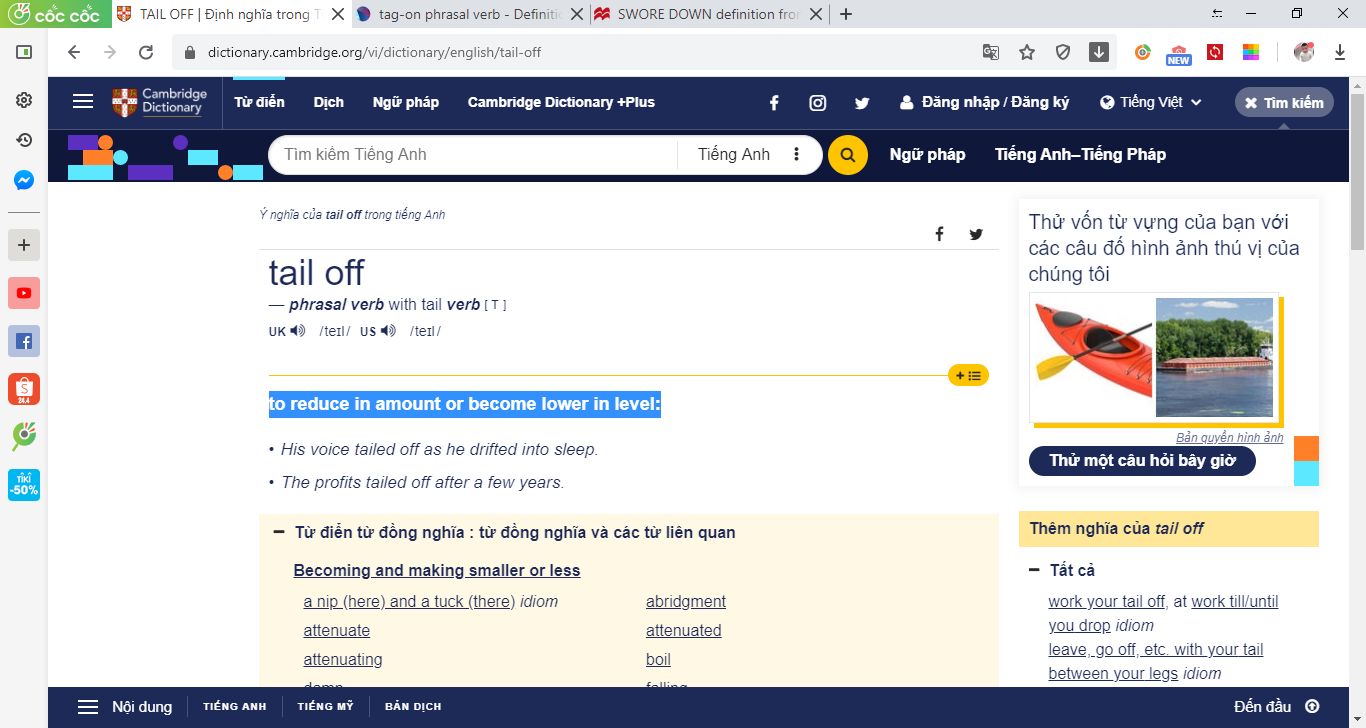 cốc cốc
TAIL OFF | Định nghĩa trong T
tag-on phrasal verb - Definitio
SWORE DOWN definition fro
dictionary.cambridge.org/vi/dictionary/english/tail-off
NEW
Cambridge
Dictionary
Từ điển
Dịch
Ngữ pháp
Cambridge Dictionary +Plus
Đăng nhập / Đăng ký
Tiếng Việt
Tìm kiếm
Tìm kiếm Tiếng Anh
Tiếng Anh
Ngữ pháp
Tiếng Anh–Tiếng Pháp
Ý nghĩa của tail off trong tiếng Anh
tail off
— phrasal verb with tail verb [ T ]
UK /teɪl/ US /teɪl/
to reduce in amount or become lower in level:
• His voice tailed off as he drifted into sleep.
• The profits tailed off after a few years.
Từ điển từ đồng nghĩa : từ đồng nghĩa và các từ liên quan
Becoming and making smaller or less
a nip (here) and a tuck (there) idiom
abridgment
attenuate
attenuated
attenuating
boil
damp
falling
Thử vốn từ vựng của bạn với
các câu đố hình ảnh thú vị của
chúng tôi
Bản quyền hình ảnh
Thử một câu hỏi bây giờ
Thêm nghĩa của tail off
Tất cả
work your tail off, at work till/until
you drop idiom
leave, go off, etc. with your tail
between your legs idiom
24.4
TIKI
-50%
Nội dung
TIẾNG ANH
TIẾNG MỸ
BẢN DỊCH
Đến đầu